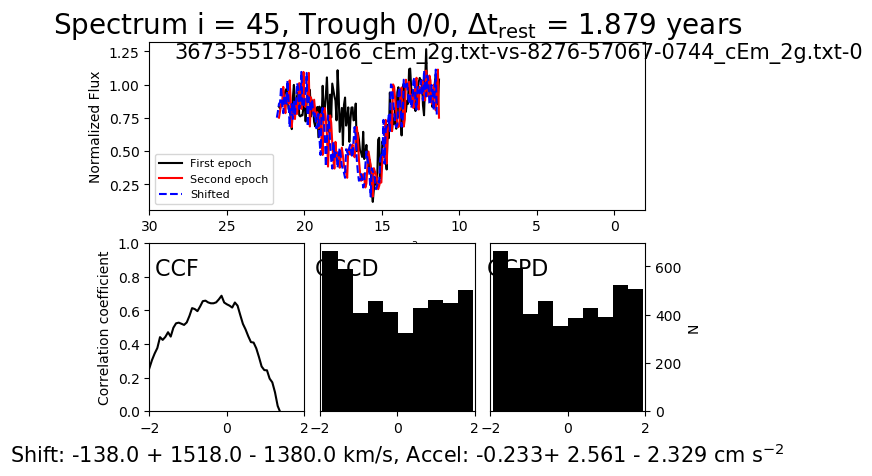 Spectrum i = 45, Trough 0/0, Δt_rest = 1.879 years
3673-55178-0166_cEm_2g.txt-vs-8276-57067-0744_cEm_2g.txt-0
Normalized Flux
1.25
1.00
0.75
0.50
0.25
First epoch
Second epoch
Shifted
30 25 20 15 10 5 0
Correlation coefficient
1.0
0.8
0.6
0.4
0.2
0.0
CCF
CCCD
CCPD
600
400
200
0
N
−2 0 2
−2 0 2
−2 0 2
Shift: -138.0 + 1518.0 - 1380.0 km/s, Accel: -0.233+ 2.561 - 2.329 cm s⁻²